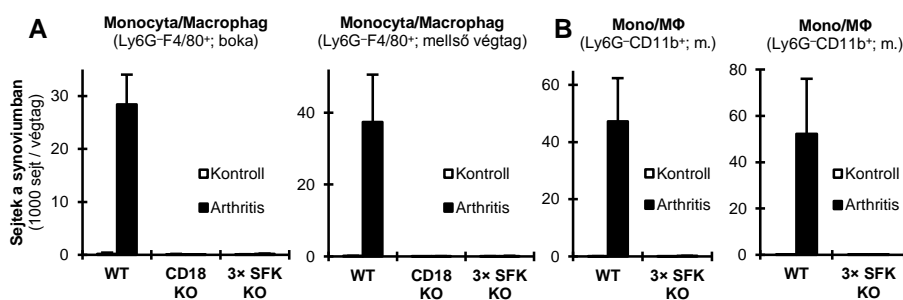 A
Monocyta/Macrophag
(Ly6G⁻F4/80⁺; boka)
Sejtek a synoviumban
(1000 sejt / végtag)
30
20
10
0
Kontroll
Arthritis
WT
CD18
KO
3× SFK
KO
Monocyta/Macrophag
(Ly6G⁻F4/80⁺; mellső végtag)
40
20
0
Kontroll
Arthritis
WT
CD18
KO
3× SFK
KO
B
Mono/MΦ
(Ly6G⁻CD11b⁺; m.)
60
40
20
0
Kontroll
Arthritis
WT
3× SFK
KO
Mono/MΦ
(Ly6G⁻CD11b⁺; m.)
80
60
40
20
0
Kontroll
Arthritis
WT
3× SFK
KO